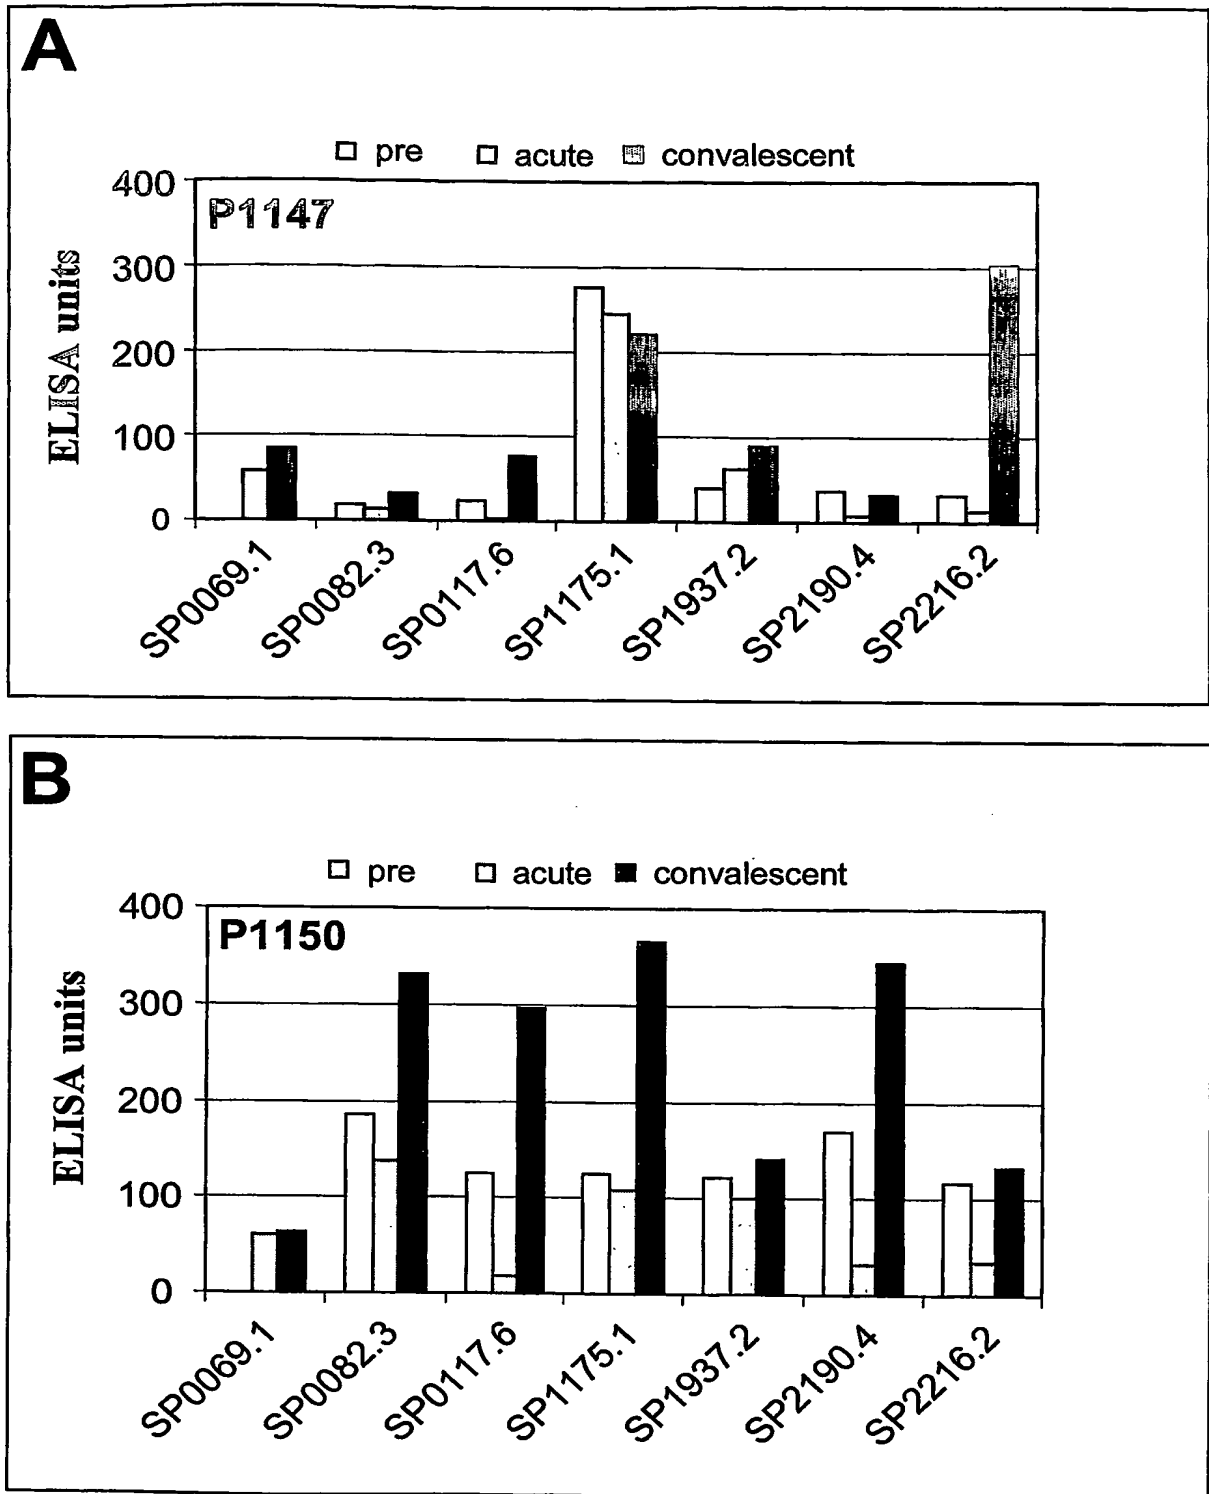 A
pre acute convalescent
P1147
ELISA units
400
300
200
100
0
SP0069.1
SP0082.3
SP0117.6
SP1175.1
SP1937.2
SP2190.4
SP2216.2
B
pre acute convalescent
P1150
ELISA units
400
300
200
100
0
SP0069.1
SP0082.3
SP0117.6
SP1175.1
SP1937.2
SP2190.4
SP2216.2